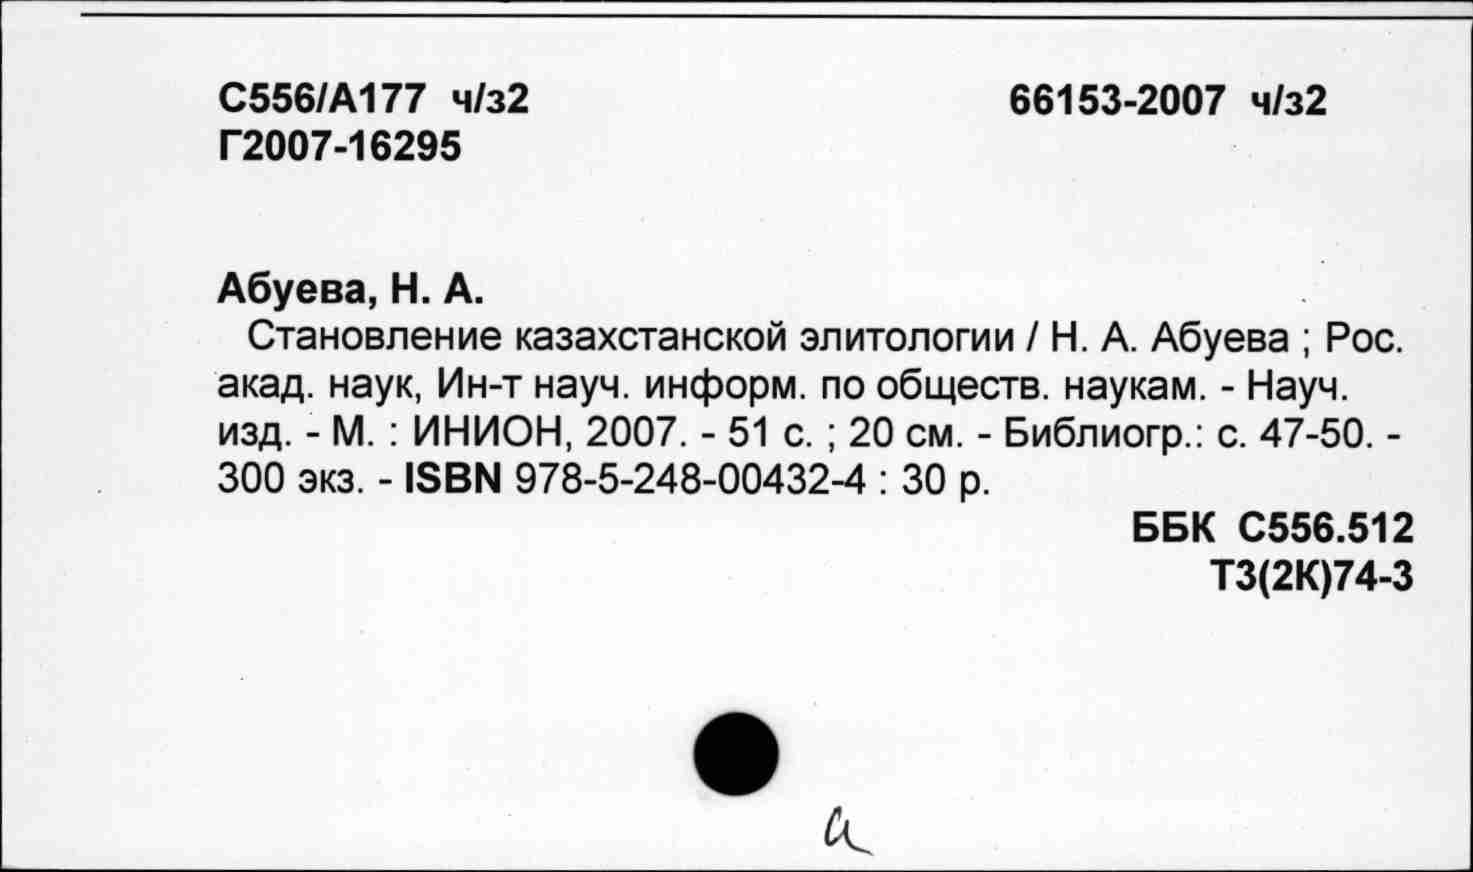 С556/А177 ч/з2 66153-2007 ч/з2
Г2007-16295
Абуева, Н. А.
Становление казахстанской элитологии / Н. А. Абуева ; Рос.
акад. наук, Ин-т науч. информ. по обществ. наукам. - Науч.
изд. - М. : ИНИОН, 2007. - 51 с. ; 20 см. - Библиогр.: с. 47-50. -
300 экз. - ISBN 978-5-248-00432-4 : 30 р.
ББК С556.512
Т3(2К)74-3